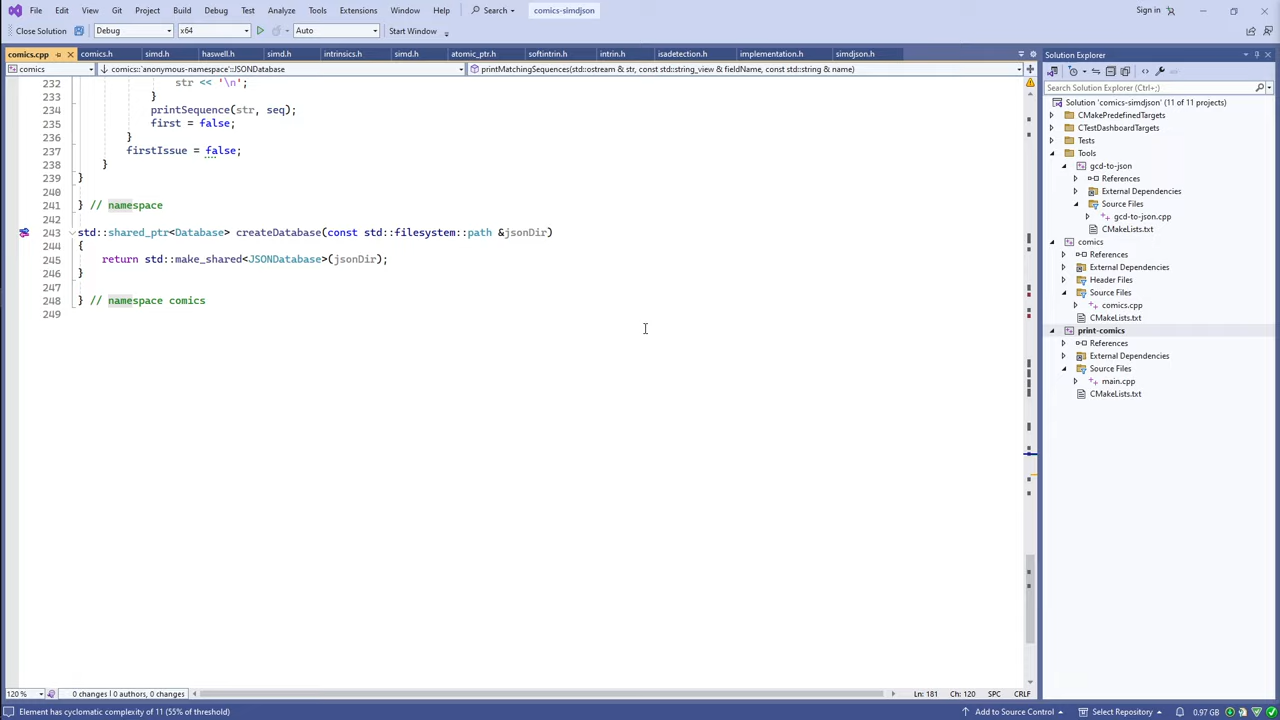 File Edit View Git Project Build Debug Test Analyze Tools Extensions Window Help Search comics-simdjson Sign in
Close Solution Debug x64 Auto Start Window
comics.cpp comics.h simd.h haswell.h simd.h intrinsics.h simd.h atomic_ptr.h softintrin.h intrin.h isadetection.h implementation.h simdjson.h
comics comics::`anonymous-namespace'::JSONDatabase printMatchingSequences(std::ostream & str, const std::string_view & fieldName, const std::string & name)
232 str << '\n';
233 }
234 printSequence(str, seq);
235 first = false;
236 }
237 firstIssue = false;
238 }
239 }
240
241 } // namespace
242
243 std::shared_ptr<Database> createDatabase(const std::filesystem::path &jsonDir)
244 {
245 return std::make_shared<JSONDatabase>(jsonDir);
246 }
247
248 } // namespace comics
249
120 % 0 changes | 0 authors, 0 changes Ln: 181 Ch: 120 SPC CRLF
Solution Explorer
Search Solution Explorer (Ctrl+;)
Solution 'comics-simdjson' (11 of 11 projects)
CMakePredefinedTargets
CTestDashboardTargets
Tests
Tools
gcd-to-json
References
External Dependencies
Source Files
gcd-to-json.cpp
CMakeLists.txt
comics
References
External Dependencies
Header Files
Source Files
comics.cpp
CMakeLists.txt
print-comics
References
External Dependencies
Source Files
main.cpp
CMakeLists.txt
Element has cyclomatic complexity of 11 (55% of threshold) Add to Source Control Select Repository 0.97 GB